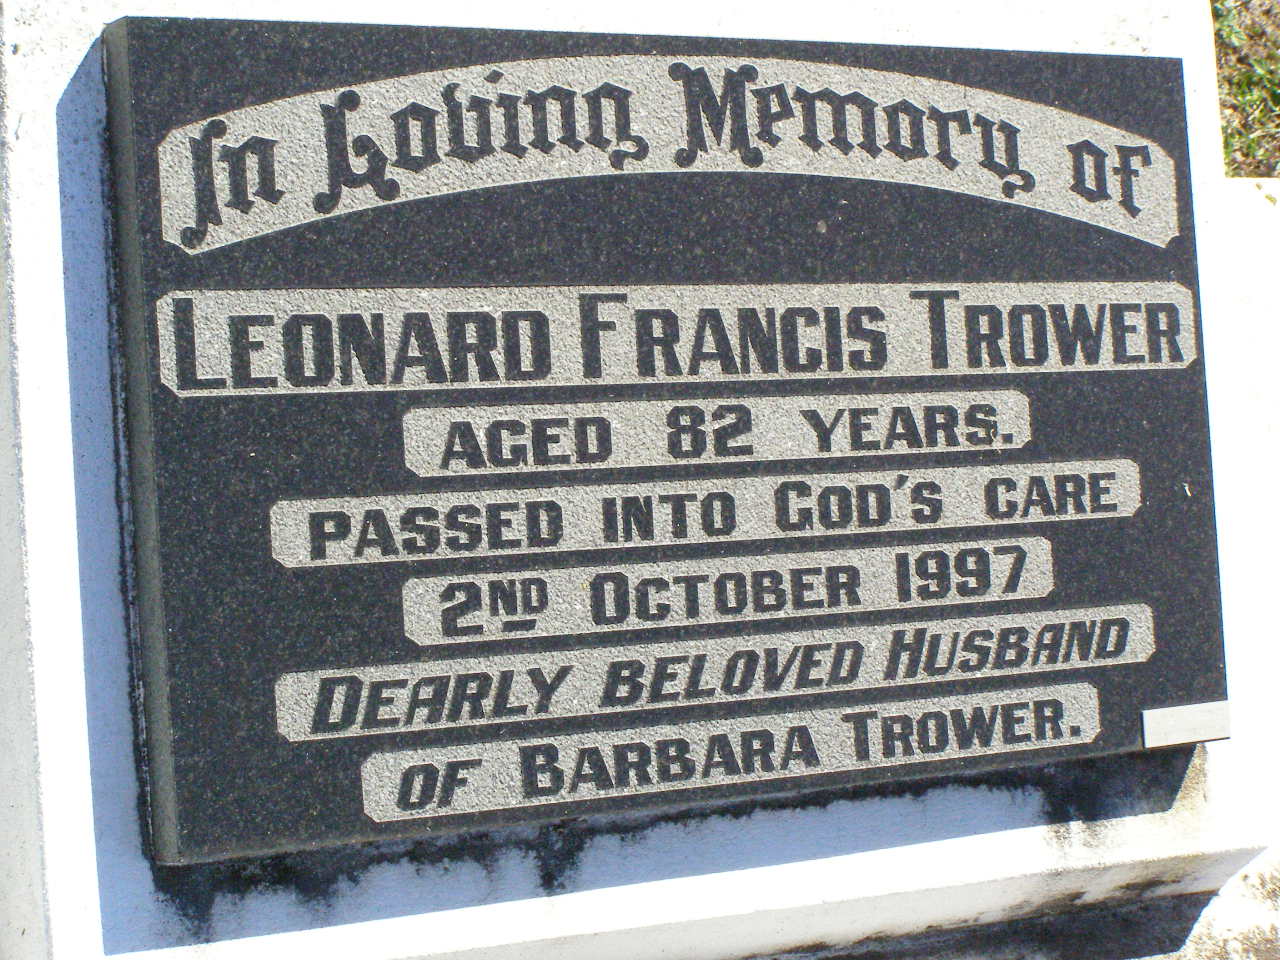 In Loving Memory of
LEONARD FRANCIS TROWER
AGED 82 YEARS.
PASSED INTO GOD'S CARE
2ND OCTOBER 1997
DEARLY BELOVED HUSBAND
OF BARBARA TROWER.